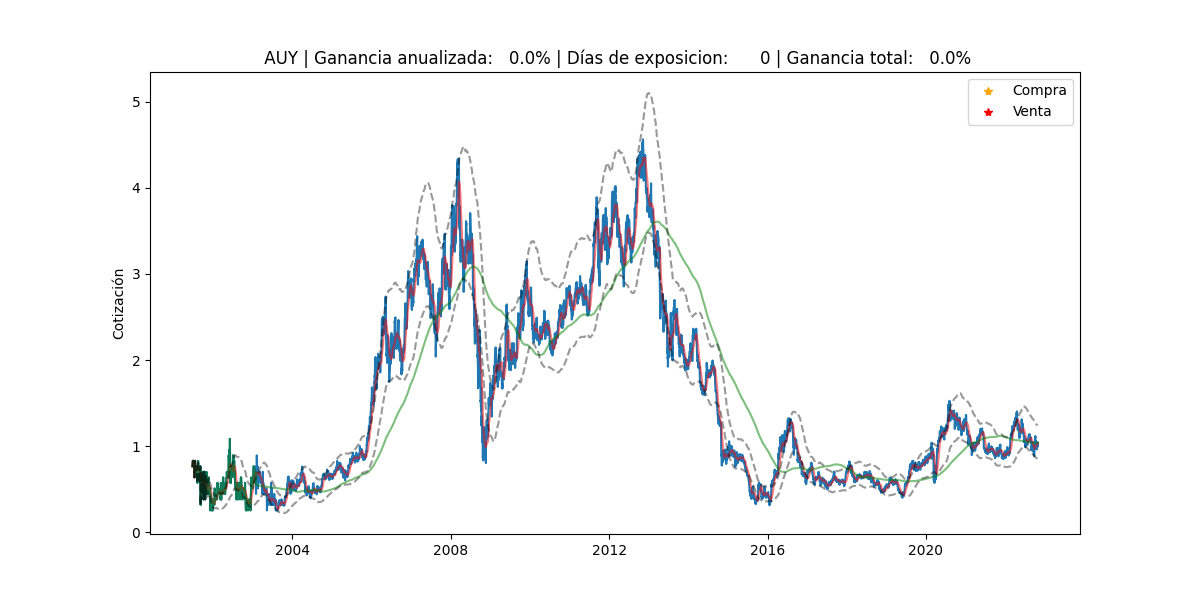 AUY | Ganancia anualizada:   0.0% | Días de exposicion:      0 | Ganancia total:   0.0%
Compra
Venta
Cotización
5
4
3
2
1
0
2004
2008
2012
2016
2020